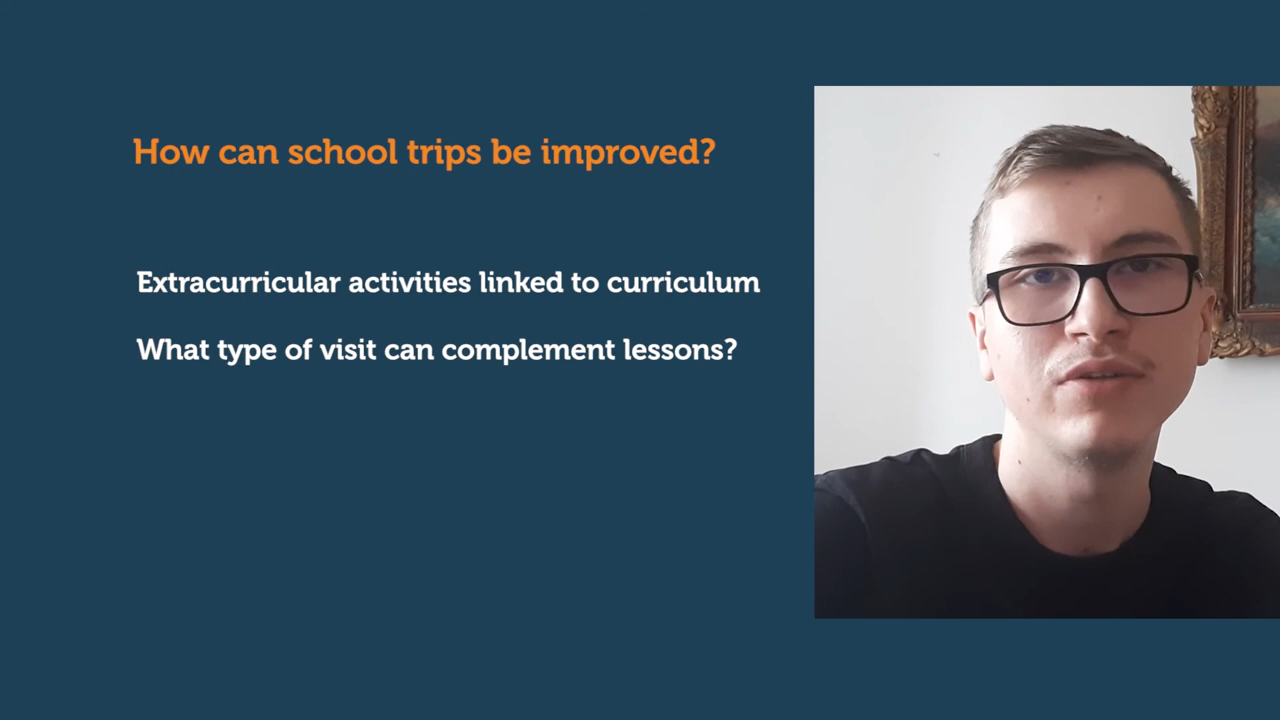 How can school trips be improved?
Extracurricular activities linked to curriculum
What type of visit can complement lessons?